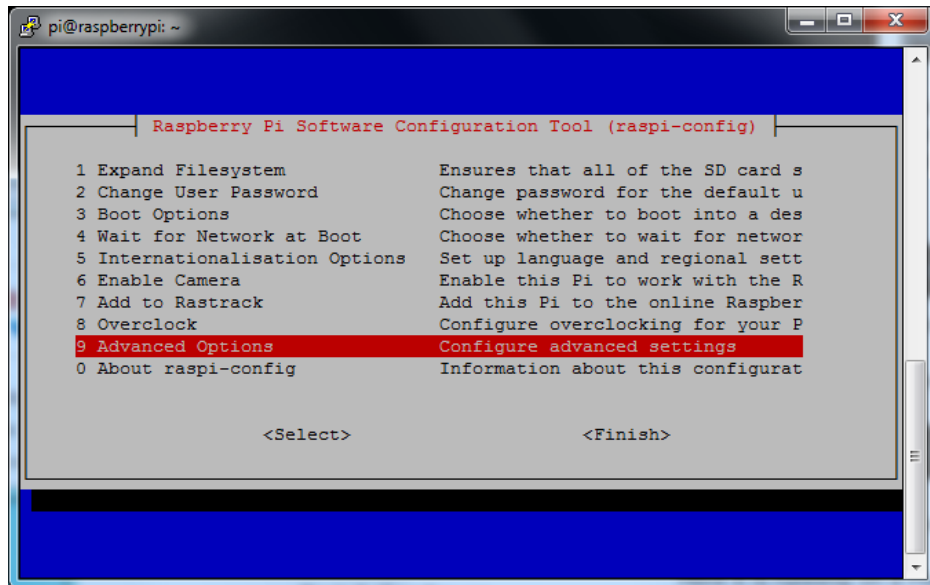 pi@raspberrypi: ~
Raspberry Pi Software Configuration Tool (raspi-config)
1 Expand Filesystem Ensures that all of the SD card s
2 Change User Password Change password for the default u
3 Boot Options Choose whether to boot into a des
4 Wait for Network at Boot Choose whether to wait for networ
5 Internationalisation Options Set up language and regional sett
6 Enable Camera Enable this Pi to work with the R
7 Add to Rastrack Add this Pi to the online Raspber
8 Overclock Configure overclocking for your P
9 Advanced Options Configure advanced settings
0 About raspi-config Information about this configurat
<Select> <Finish>